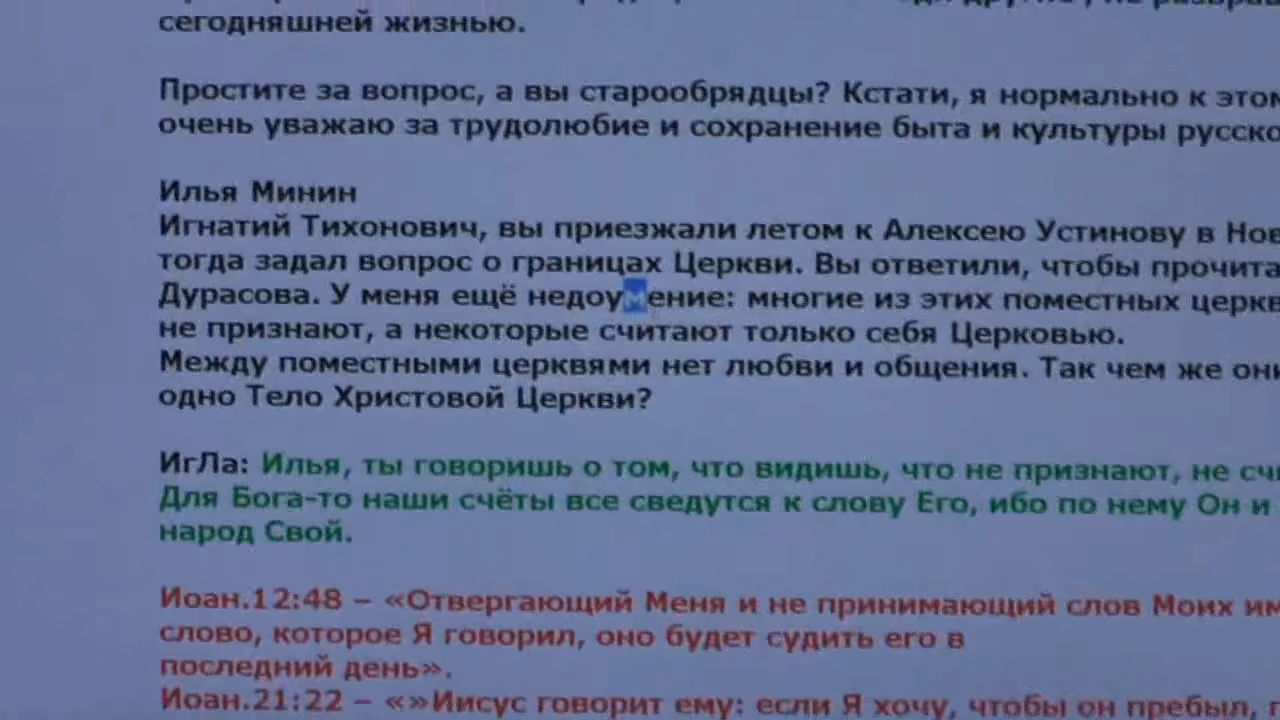 сегодняшней жизнью.
Простите за вопрос, а вы старообрядцы? Кстати, я нормально к этом
очень уважаю за трудолюбие и сохранение быта и культуры русско
Илья Минин
Игнатий Тихонович, вы приезжали летом к Алексею Устинову в Нов
тогда задал вопрос о границах Церкви. Вы ответили, чтобы прочита
Дурасова. У меня ещё недоумение: многие из этих поместных церкв
не признают, а некоторые считают только себя Церковью.
Между поместными церквями нет любви и общения. Так чем же они
одно Тело Христовой Церкви?
ИгЛа: Илья, ты говоришь о том, что видишь, что не признают, не сч
Для Бога-то наши счёты все сведутся к слову Его, ибо по нему Он и
народ Свой.
Иоан.12:48 – «Отвергающий Меня и не принимающий слов Моих им
слово, которое Я говорил, оно будет судить его в
последний день».
Иоан.21:22 – «»Иисус говорит ему: если Я хочу, чтобы он пребыл,